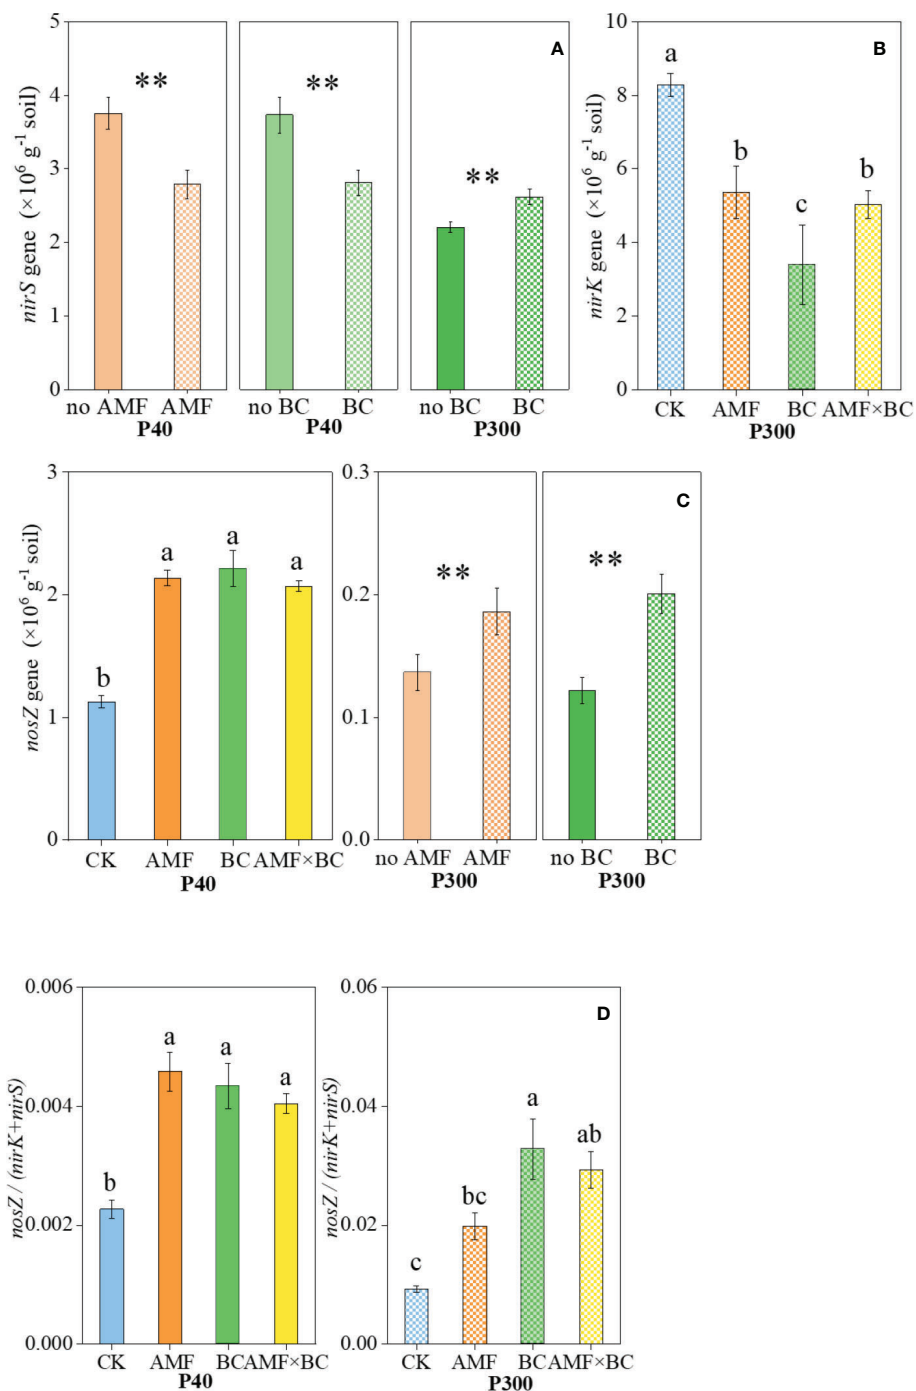 nirS gene (×10⁶ g⁻¹ soil)
5
4
3
2
1
0
**
no AMF AMF
P40
**
no BC BC
P40
A
**
no BC BC
P300
nirK gene (×10⁶ g⁻¹ soil)
10
8
6
4
2
0
B
a
b
c
b
CK AMF BC AMF×BC
P300
nosZ gene (×10⁶ g⁻¹ soil)
3
2
1
0
b
a
a
a
CK AMF BC AMF×BC
P40
0.3
0.2
0.1
0.0
**
no AMF AMF
P300
C
**
no BC BC
P300
nosZ / (nirK+nirS)
0.006
0.004
0.002
0.000
b
a
a
a
CK AMF BC AMF×BC
P40
nosZ / (nirK+nirS)
0.06
0.04
0.02
0.00
D
c
bc
a
ab
CK AMF BC AMF×BC
P300